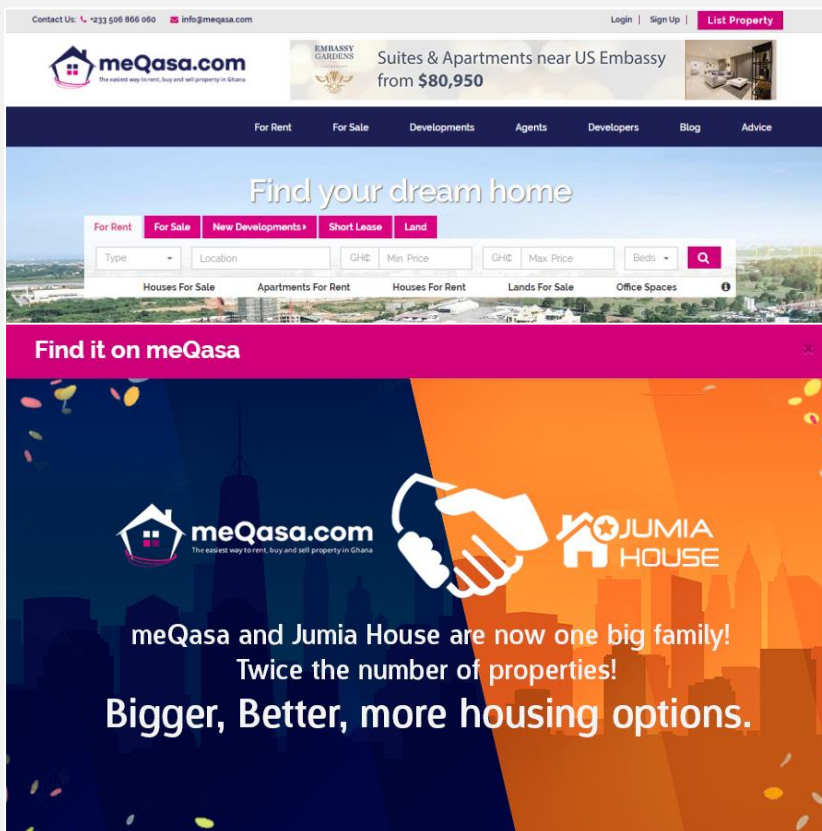 Contact Us: +233 506 866 060 info@meqasa.com Login | Sign Up | List Property
meQasa.com
The easiest way to rent, buy and sell property in Ghana
EMBASSY
GARDENS
Suites & Apartments near US Embassy
from $80,950
For Rent For Sale Developments Agents Developers Blog Advice
Find your dream home
For Rent For Sale New Developments Short Lease Land
Type Location GH₵ Min. Price GH₵ Max. Price Beds
Houses For Sale Apartments For Rent Houses For Rent Lands For Sale Office Spaces
Find it on meQasa ×
meQasa.com
The easiest way to rent, buy and sell property in Ghana
JUMIA
HOUSE
meQasa and Jumia House are now one big family!
Twice the number of properties!
Bigger, Better, more housing options.